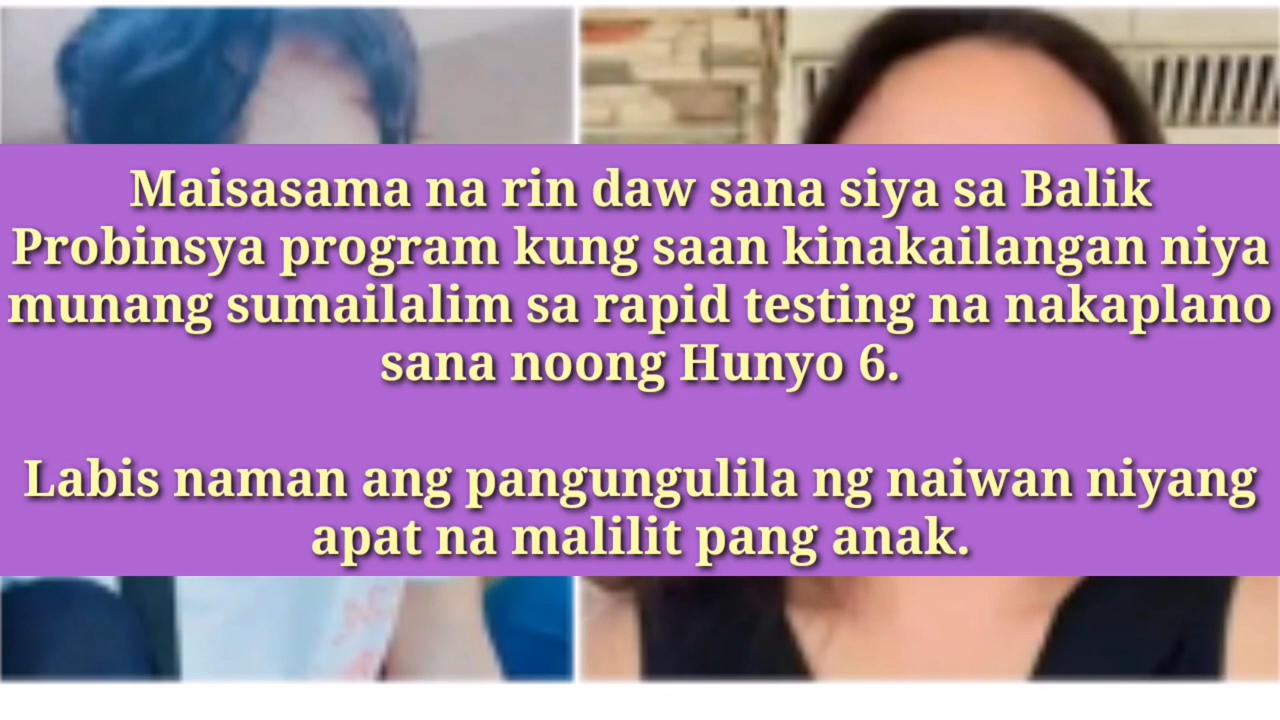 Maisasama na rin daw sana siya sa Balik
Probinsya program kung saan kinakailangan niya
munang sumailalim sa rapid testing na nakaplano
sana noong Hunyo 6.
Labis naman ang pangungulila ng naiwan niyang
apat na malilit pang anak.